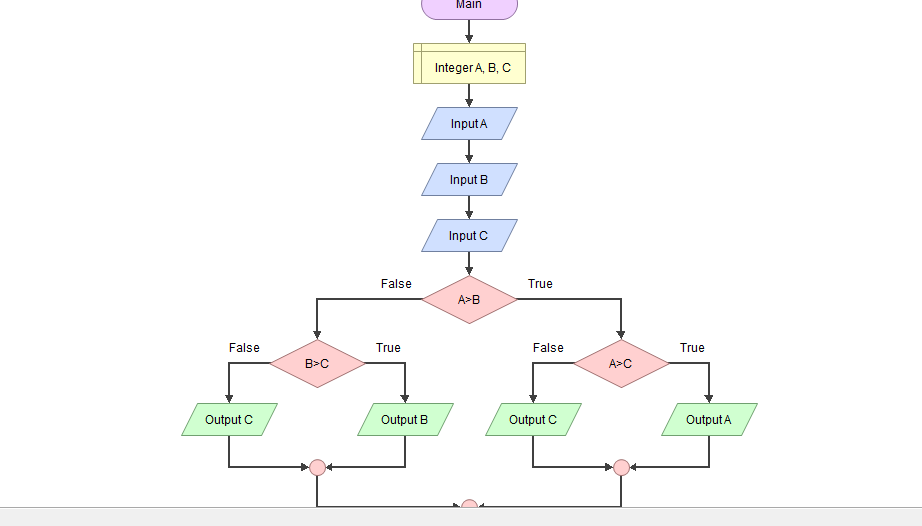 Main
Integer A, B, C
Input A
Input B
Input C
False
A>B
True
False
B>C
True
False
A>C
True
Output C
Output B
Output C
Output A